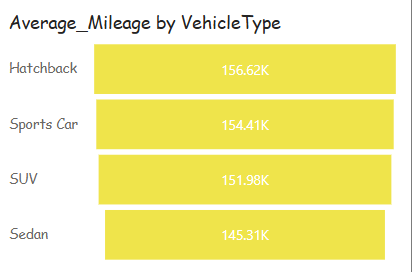 Average_Mileage by VehicleType
Hatchback 156.62K
Sports Car 154.41K
SUV 151.98K
Sedan 145.31K